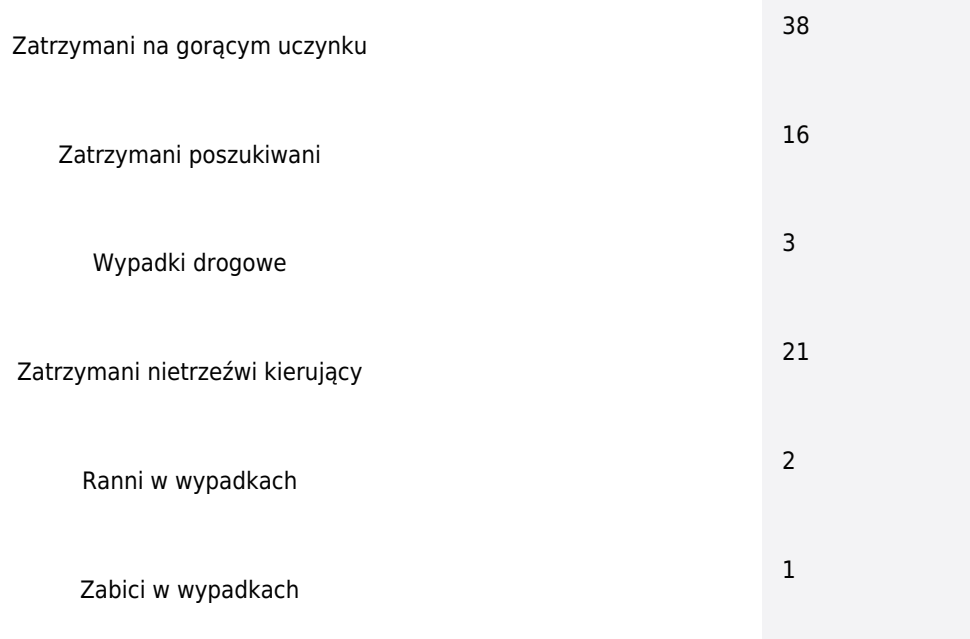 Zatrzymani na gorącym uczynku 38
Zatrzymani poszukiwani 16
Wypadki drogowe 3
Zatrzymani nietrzeźwi kierujący 21
Ranni w wypadkach 2
Zabici w wypadkach 1